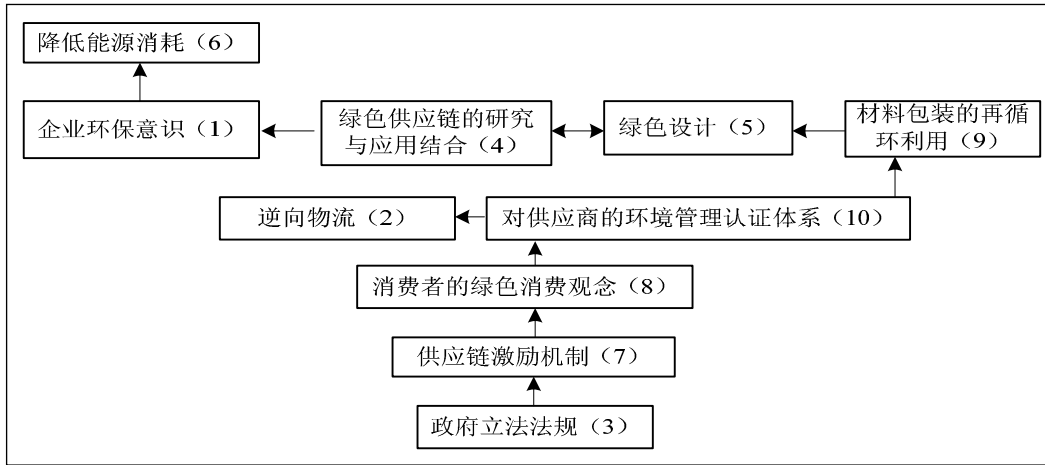 降低能源消耗（6）
企业环保意识（1）
绿色供应链的研究
与应用结合（4）
绿色设计（5）
材料包装的再循
环利用（9）
逆向物流（2）
对供应商的环境管理认证体系（10）
消费者的绿色消费观念（8）
供应链激励机制（7）
政府立法法规（3）